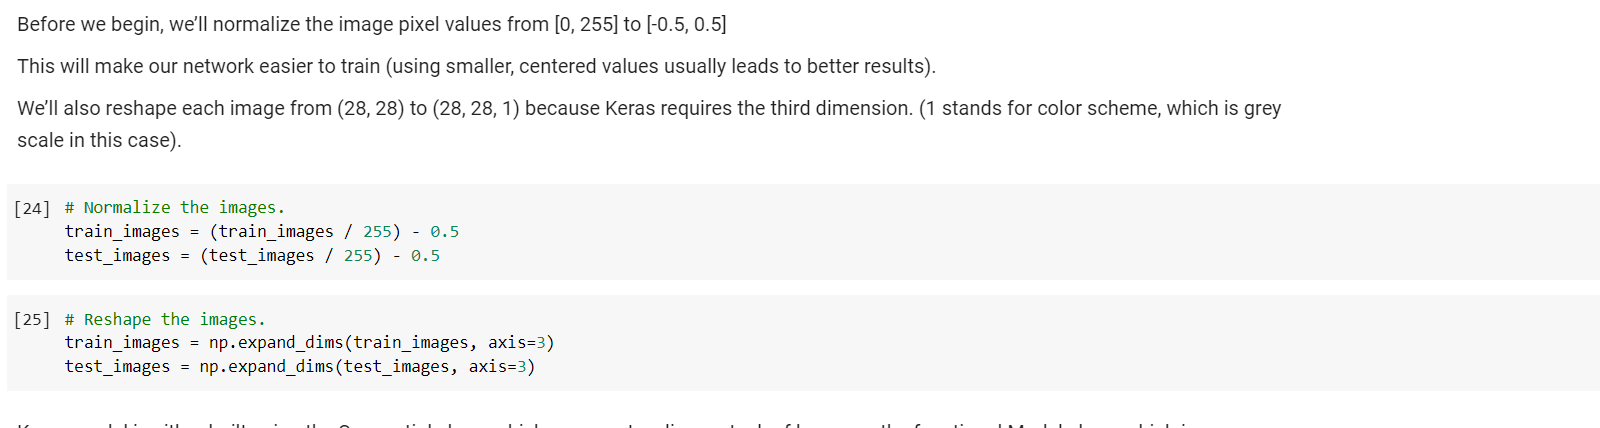 Before we begin, we'll normalize the image pixel values from [0, 255] to [-0.5, 0.5]
This will make our network easier to train (using smaller, centered values usually leads to better results).
We'll also reshape each image from (28, 28) to (28, 28, 1) because Keras requires the third dimension. (1 stands for color scheme, which is grey
scale in this case).
[24] # Normalize the images.
train_images = (train_images / 255) - 0.5
test_images = (test_images / 255) - 0.5
[25] # Reshape the images.
train_images = np.expand_dims(train_images, axis=3)
test_images = np.expand_dims(test_images, axis=3)